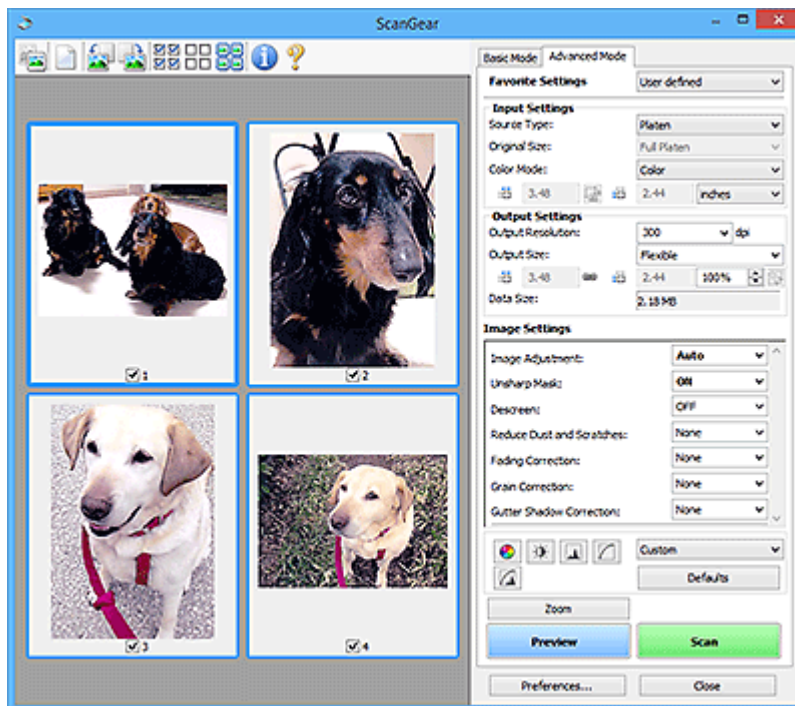 ScanGear
Basic Mode Advanced Mode
Favorite Settings User defined
Input Settings
Source Type: Platen
Original Size: Full Platen
Color Mode: Color
3.48 2.44 inches
Output Settings
Output Resolution: 300 dpi
Output Size: Flexible
3.48 2.44 100%
Data Size: 2.18 MB
Image Settings
Image Adjustment: Auto
Unsharp Mask: ON
Descreen: OFF
Reduce Dust and Scratches: None
Fading Correction: None
Grain Correction: None
Gutter Shadow Correction: None
Custom
Defaults
Zoom
Preview Scan
Preferences... Close
1 2
3 4